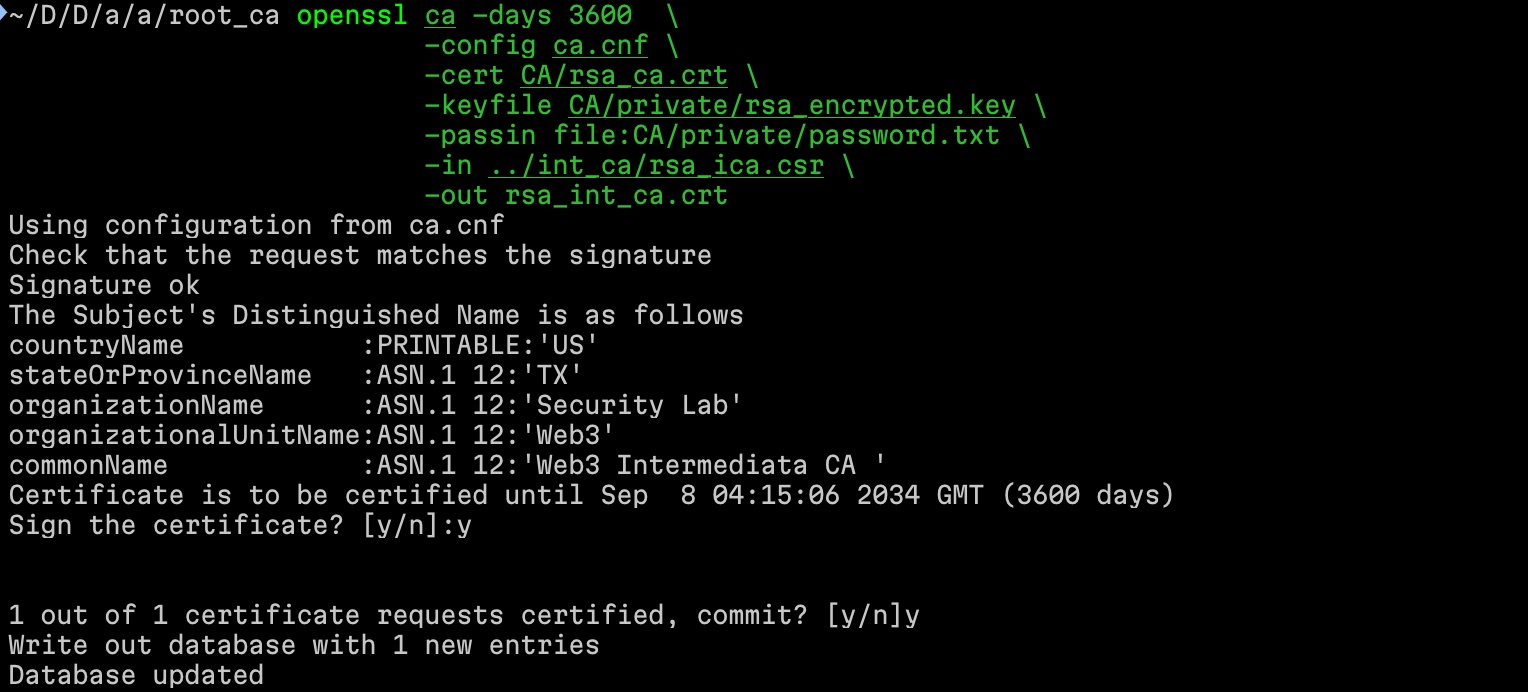 ~/D/D/a/a/root_ca openssl ca -days 3600  \
                          -config ca.cnf \
                          -cert CA/rsa_ca.crt \
                          -keyfile CA/private/rsa_encrypted.key \
                          -passin file:CA/private/password.txt \
                          -in ../int_ca/rsa_ica.csr \
                          -out rsa_int_ca.crt
Using configuration from ca.cnf
Check that the request matches the signature
Signature ok
The Subject's Distinguished Name is as follows
countryName           :PRINTABLE:'US'
stateOrProvinceName   :ASN.1 12:'TX'
organizationName      :ASN.1 12:'Security Lab'
organizationalUnitName:ASN.1 12:'Web3'
commonName            :ASN.1 12:'Web3 Intermediata CA '
Certificate is to be certified until Sep  8 04:15:06 2034 GMT (3600 days)
Sign the certificate? [y/n]:y


1 out of 1 certificate requests certified, commit? [y/n]y
Write out database with 1 new entries
Database updated